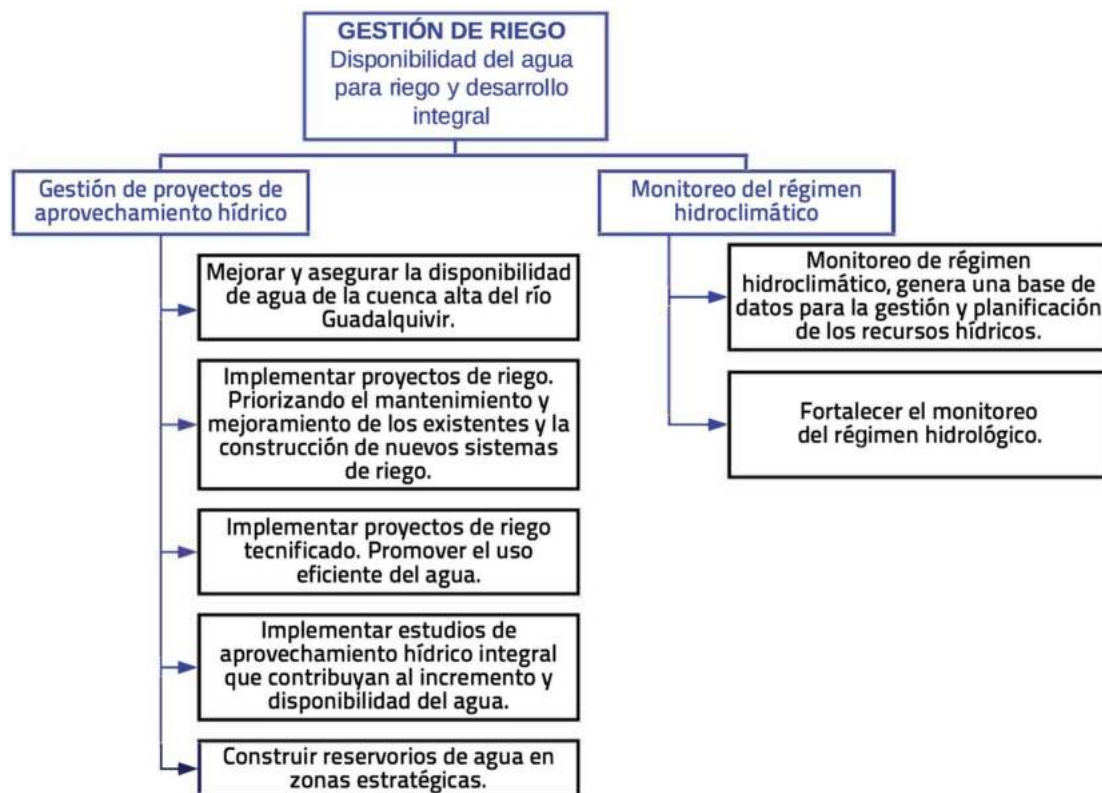 GESTIÓN DE RIEGO
Disponibilidad del agua
para riego y desarrollo
integral
Gestión de proyectos de
aprovechamiento hídrico
Mejorar y asegurar la disponibilidad
de agua de la cuenca alta del río
Guadalquivir.
Implementar proyectos de riego.
Priorizando el mantenimiento y
mejoramiento de los existentes y la
construcción de nuevos sistemas
de riego.
Implementar proyectos de riego
tecnificado. Promover el uso
eficiente del agua.
Implementar estudios de
aprovechamiento hídrico integral
que contribuyan al incremento y
disponibilidad del agua.
Construir reservorios de agua en
zonas estratégicas.
Monitoreo del régimen
hidroclimático
Monitoreo de régimen
hidroclimático, genera una base de
datos para la gestión y planificación
de los recursos hídricos.
Fortalecer el monitoreo
del régimen hidrológico.